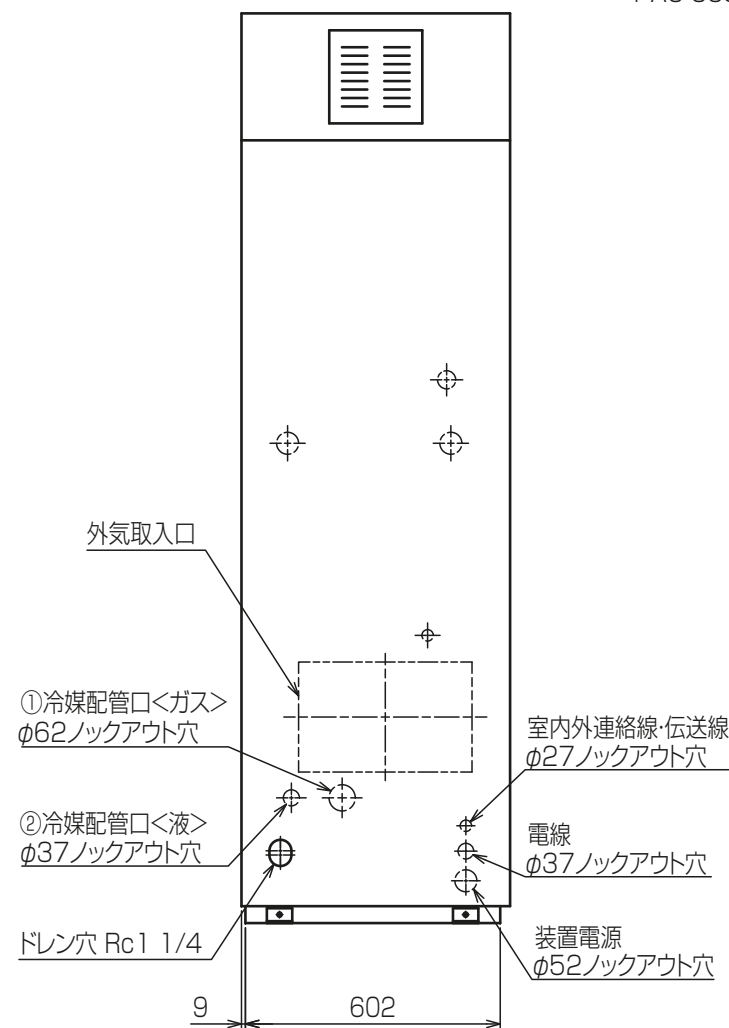 外気取入口
①冷媒配管口<ガス>
φ62ノックアウト穴
②冷媒配管口<液>
φ37ノックアウト穴
ドレン穴 Rc1 1/4
室内外連絡線・伝送線
φ27ノックアウト穴
電線
φ37ノックアウト穴
装置電源
φ52ノックアウト穴
9
602